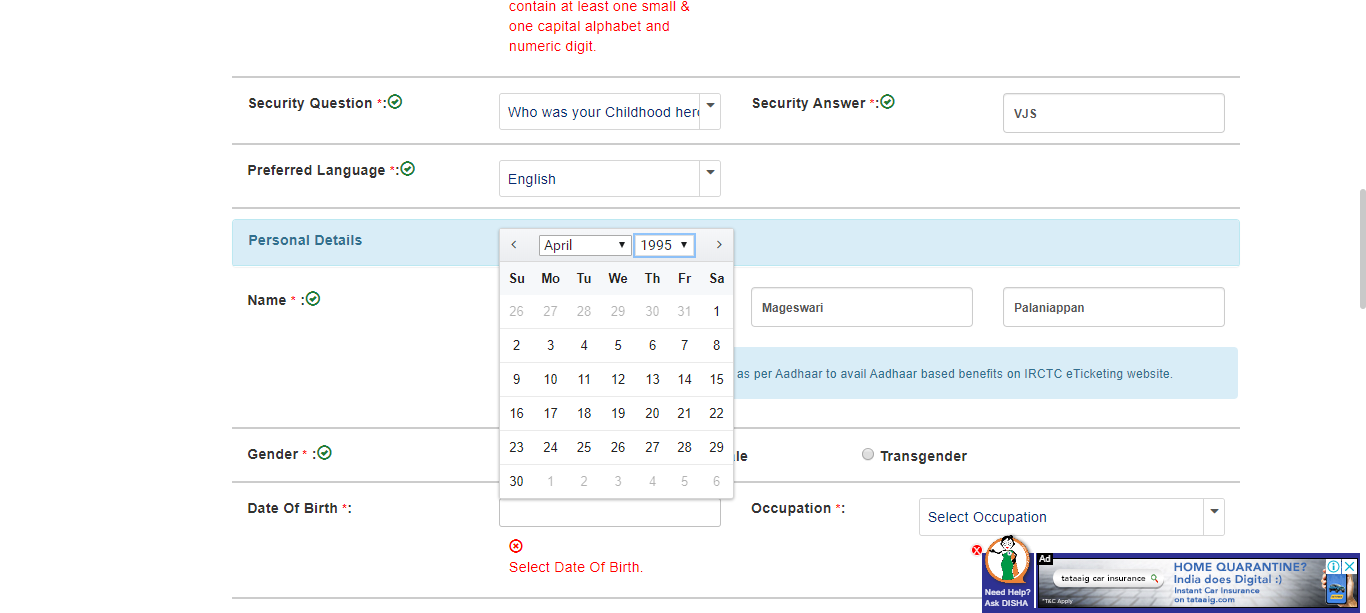 contain at least one small &
one capital alphabet and
numeric digit.
Security Question *:
Who was your Childhood her
Security Answer *:
VJS
Preferred Language *:
English
Personal Details
April 1995
Su Mo Tu We Th Fr Sa
26 27 28 29 30 31 1
2 3 4 5 6 7 8
9 10 11 12 13 14 15
16 17 18 19 20 21 22
23 24 25 26 27 28 29
30 1 2 3 4 5 6
Name * :
Mageswari
Palaniappan
as per Aadhaar to avail Aadhaar based benefits on IRCTC eTicketing website.
Gender * :
le
Transgender
Date Of Birth *:
Select Date Of Birth.
Occupation *:
Select Occupation
Need Help?
Ask DISHA
Ad
tataaig car insurance
*T&C Apply
HOME QUARANTINE?
India does Digital :)
Instant Car Insurance
on tataaig.com